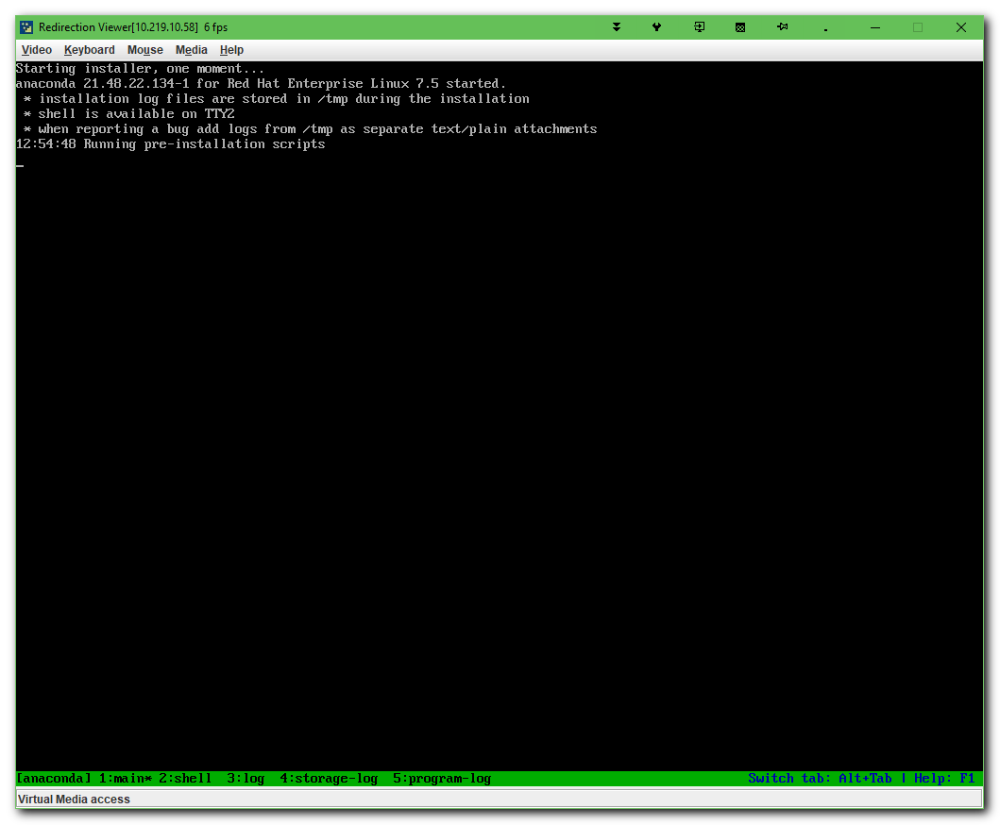 Redirection Viewer[10.219.10.58] 6 fps
Video Keyboard Mouse Media Help
Starting installer, one moment...
anaconda 21.48.22.134-1 for Red Hat Enterprise Linux 7.5 started.
* installation log files are stored in /tmp during the installation
* shell is available on TTY2
* when reporting a bug add logs from /tmp as separate text/plain attachments
12:54:48 Running pre-installation scripts
[anaconda] 1:main* 2:shell 3:log 4:storage-log 5:program-log Switch tab: Alt+Tab | Help: F1
Virtual Media access